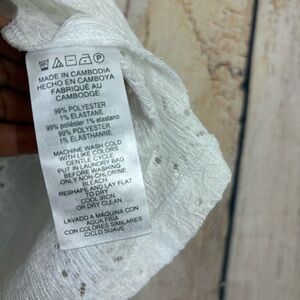 MADE IN CAMBODIA
HECHO EN CAMBOYA
FABRIQUÉ AU
CAMBODGE
99% POLYESTER
1% ELASTANE
99% poliéster 1% elastano
99% POLYESTER
1% ÉLASTHANNE
MACHINE WASH COLD
WITH LIKE COLORS
GENTLE CYCLE
PUT IN LAUNDRY BAG
BEFORE WASHING
ONLY NON-CHLORINE
BLEACH
RESHAPE AND LAY FLAT
TO DRY
COOL IRON
OR DRY CLEAN
LAVADO A MÁQUINA CON
AGUA FRIA
CON COLORES SIMILARES
CICLO SUAVE